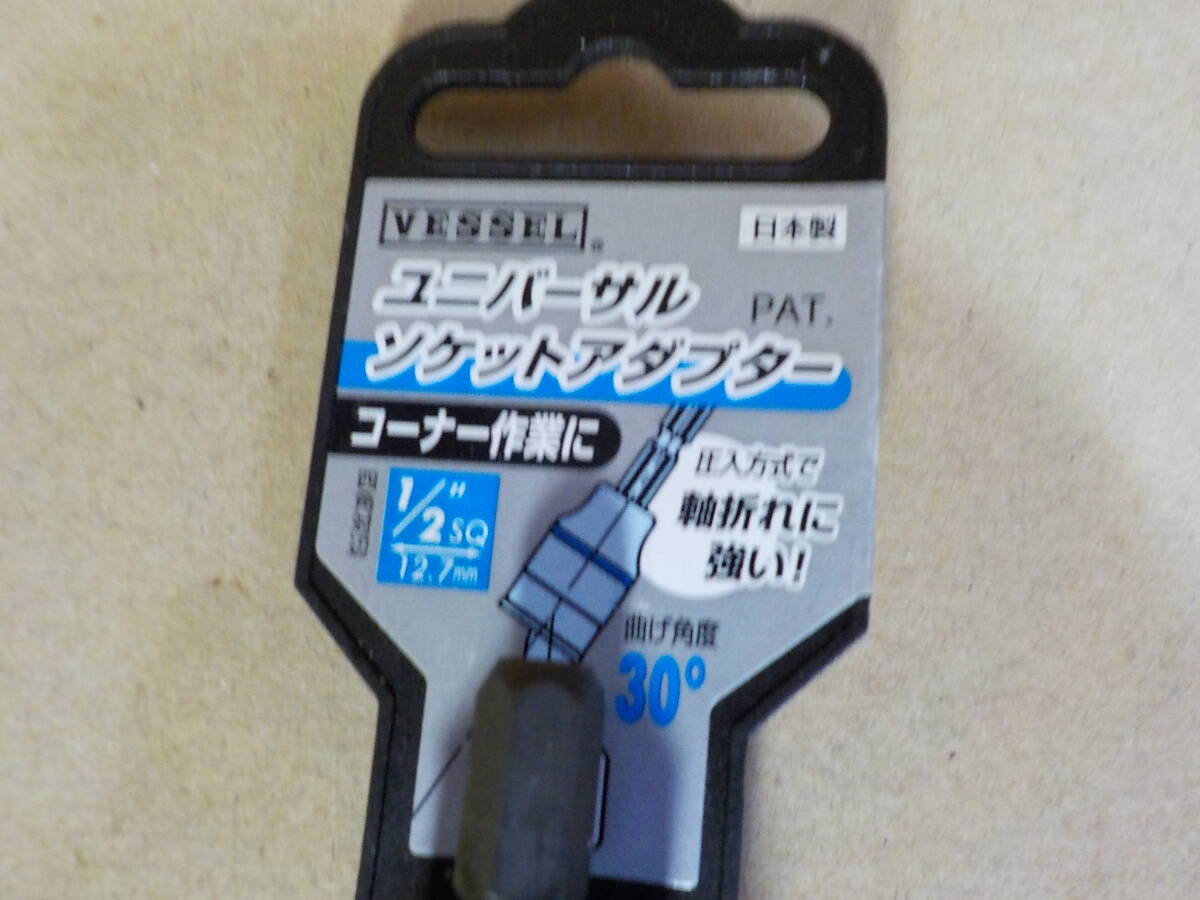 VESSEL®
日本製
ユニバーサル
PAT.
ソケットアダプター
コーナー作業に
圧入方式で
軸折れに
強い!
1/2" SQ
12.7mm
曲げ角度
30°